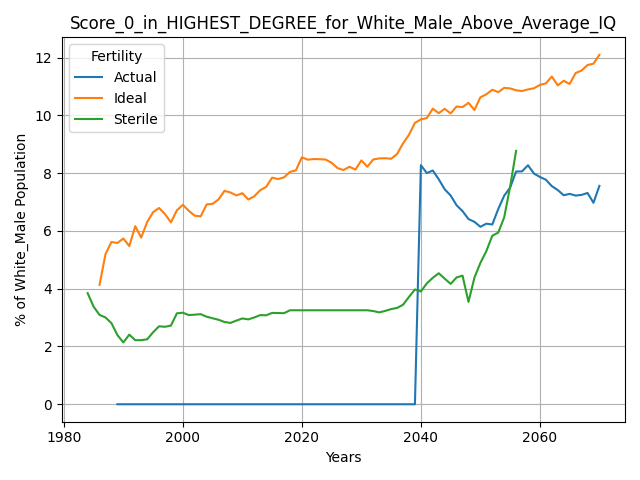 Score_0_in_HIGHEST_DEGREE_for_White_Male_Above_Average_IQ
Fertility
Actual
Ideal
Sterile
% of White_Male Population
12
10
8
6
4
2
0
1980
2000
2020
2040
2060
Years